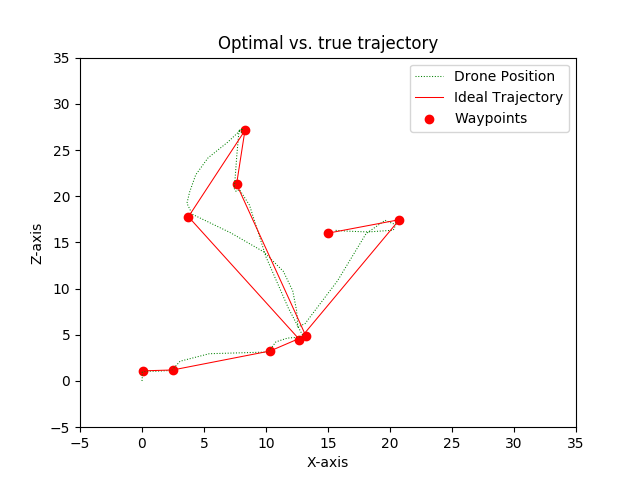 Optimal vs. true trajectory
Drone Position
Ideal Trajectory
Waypoints
35
30
25
20
15
10
5
0
−5
Z-axis
−5 0 5 10 15 20 25 30 35
X-axis